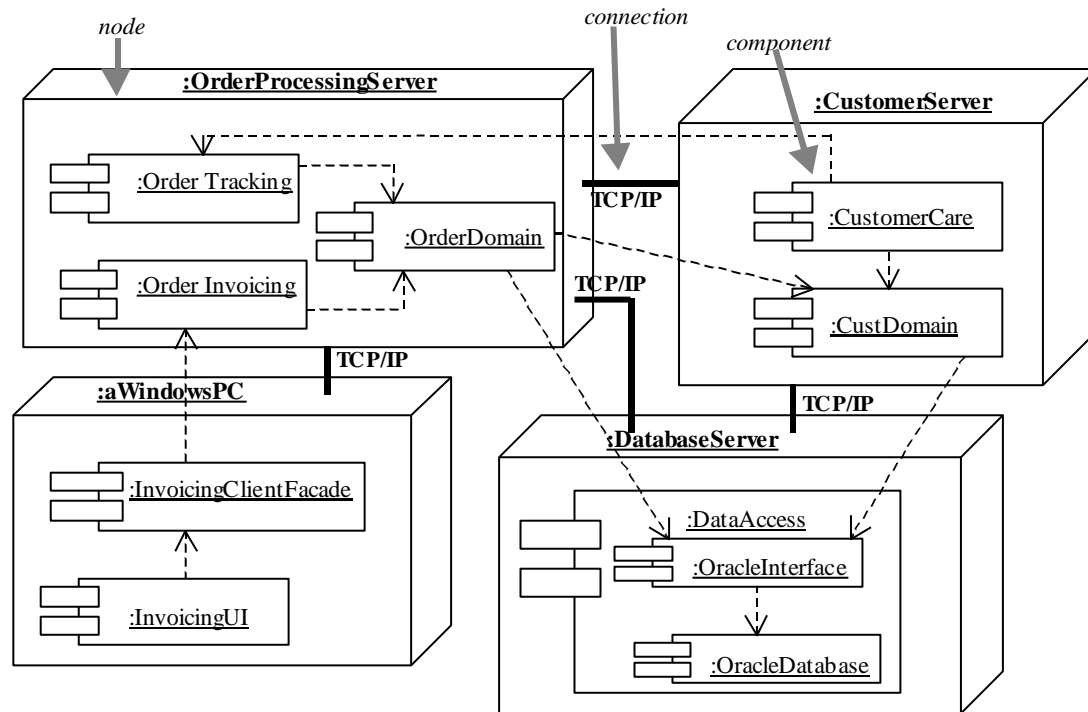 node
connection
component
:OrderProcessingServer
:CustomerServer
:Order Tracking
TCP/IP
:OrderDomain
:CustomerCare
:Order Invoicing
TCP/IP
:CustDomain
TCP/IP
:aWindowsPC
TCP/IP
:DatabaseServer
:InvoicingClientFacade
:DataAccess
:OracleInterface
:InvoicingUI
:OracleDatabase